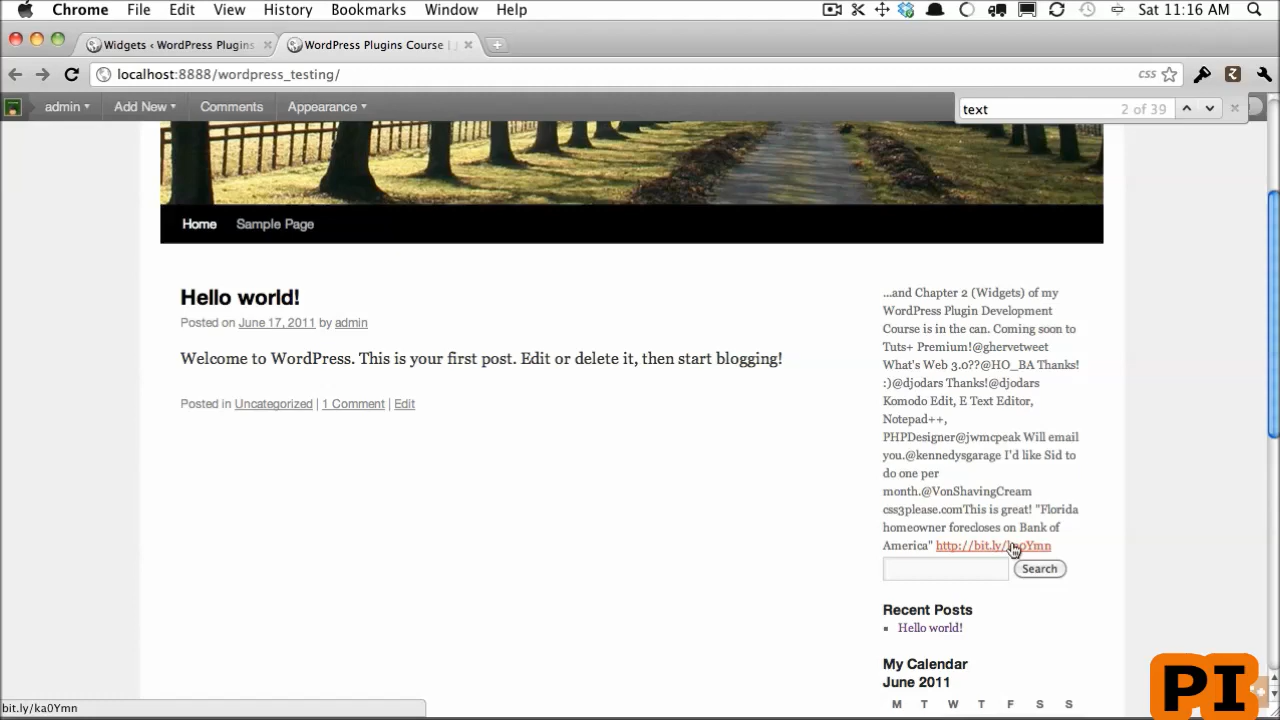 Chrome File Edit View History Bookmarks Window Help Sat 11:16 AM
Widgets ‹ WordPress Plugins WordPress Plugins Course |
localhost:8888/wordpress_testing/ CSS
admin Add New Comments Appearance text 2 of 39
Home Sample Page
Hello world!
Posted on June 17, 2011 by admin
Welcome to WordPress. This is your first post. Edit or delete it, then start blogging!
Posted in Uncategorized | 1 Comment | Edit
...and Chapter 2 (Widgets) of my
WordPress Plugin Development
Course is in the can. Coming soon to
Tuts+ Premium!@ghervetweet
What's Web 3.0??@HO_BA Thanks!
:)@djodars Thanks!@djodars
Komodo Edit, E Text Editor,
Notepad++,
PHPDesigner@jwmcpeak Will email
you.@kennedysgarage I'd like Sid to
do one per
month.@VonShavingCream
css3please.comThis is great! "Florida
homeowner forecloses on Bank of
America" http://bit.ly/ka0Ymn
Search
Recent Posts
Hello world!
My Calendar
June 2011
M T W T F S S
bit.ly/ka0Ymn
PI